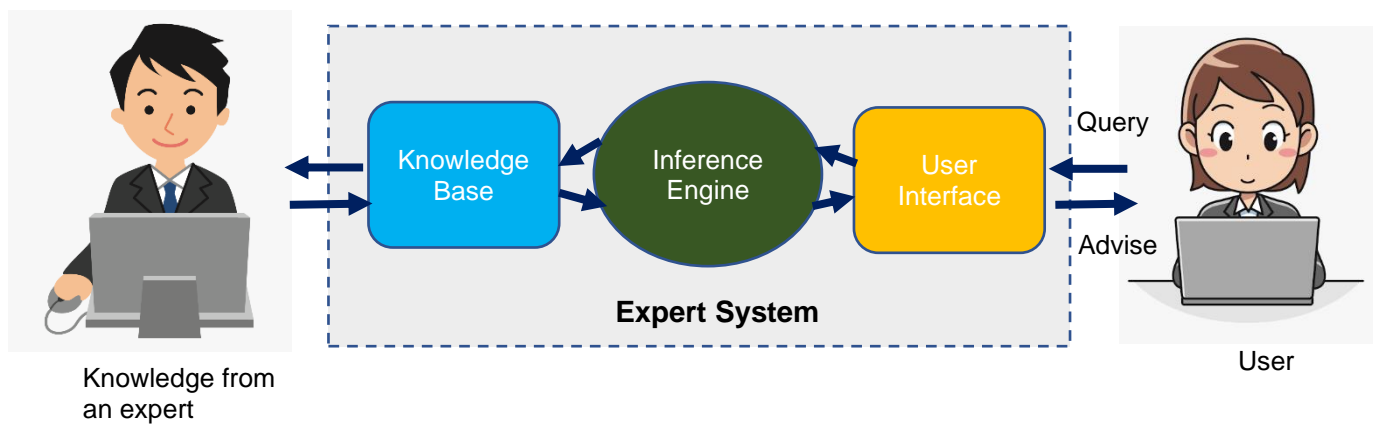 Knowledge
Base
Inference
Engine
User
Interface
Query
Advise
Expert System
User
Knowledge from
an expert